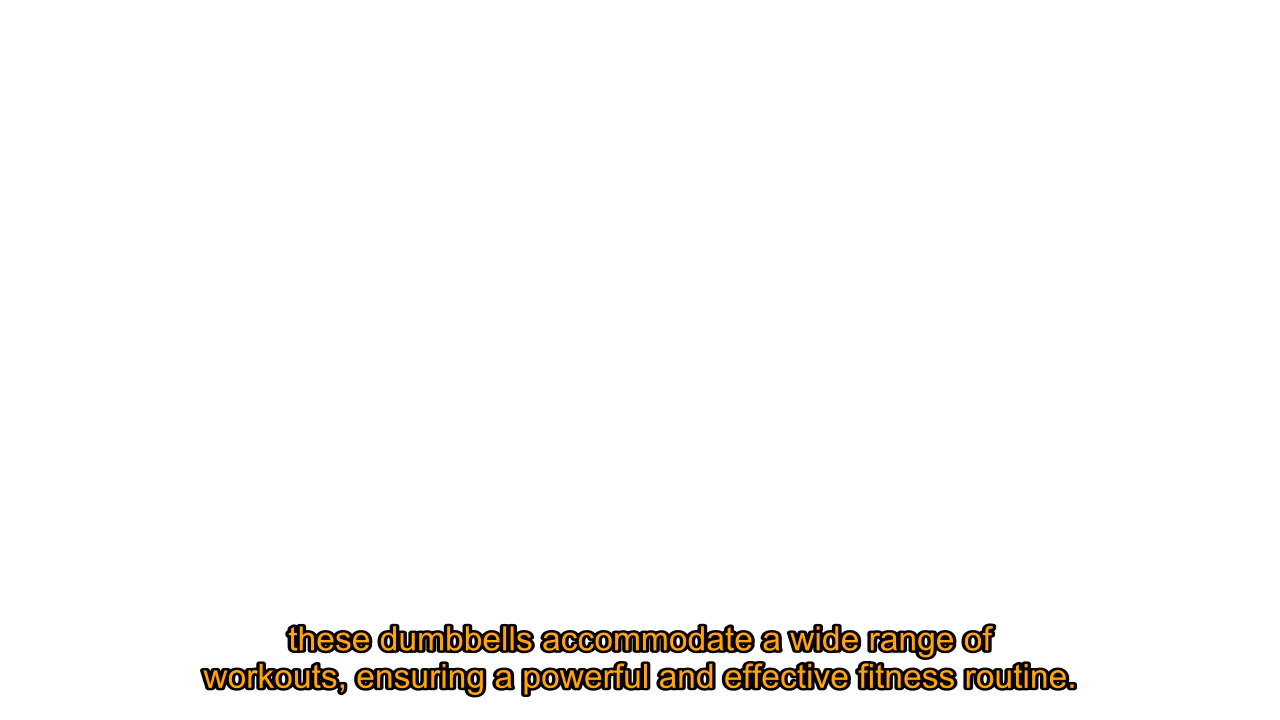 these dumbbells accommodate a wide range of
workouts, ensuring a powerful and effective fitness routine.